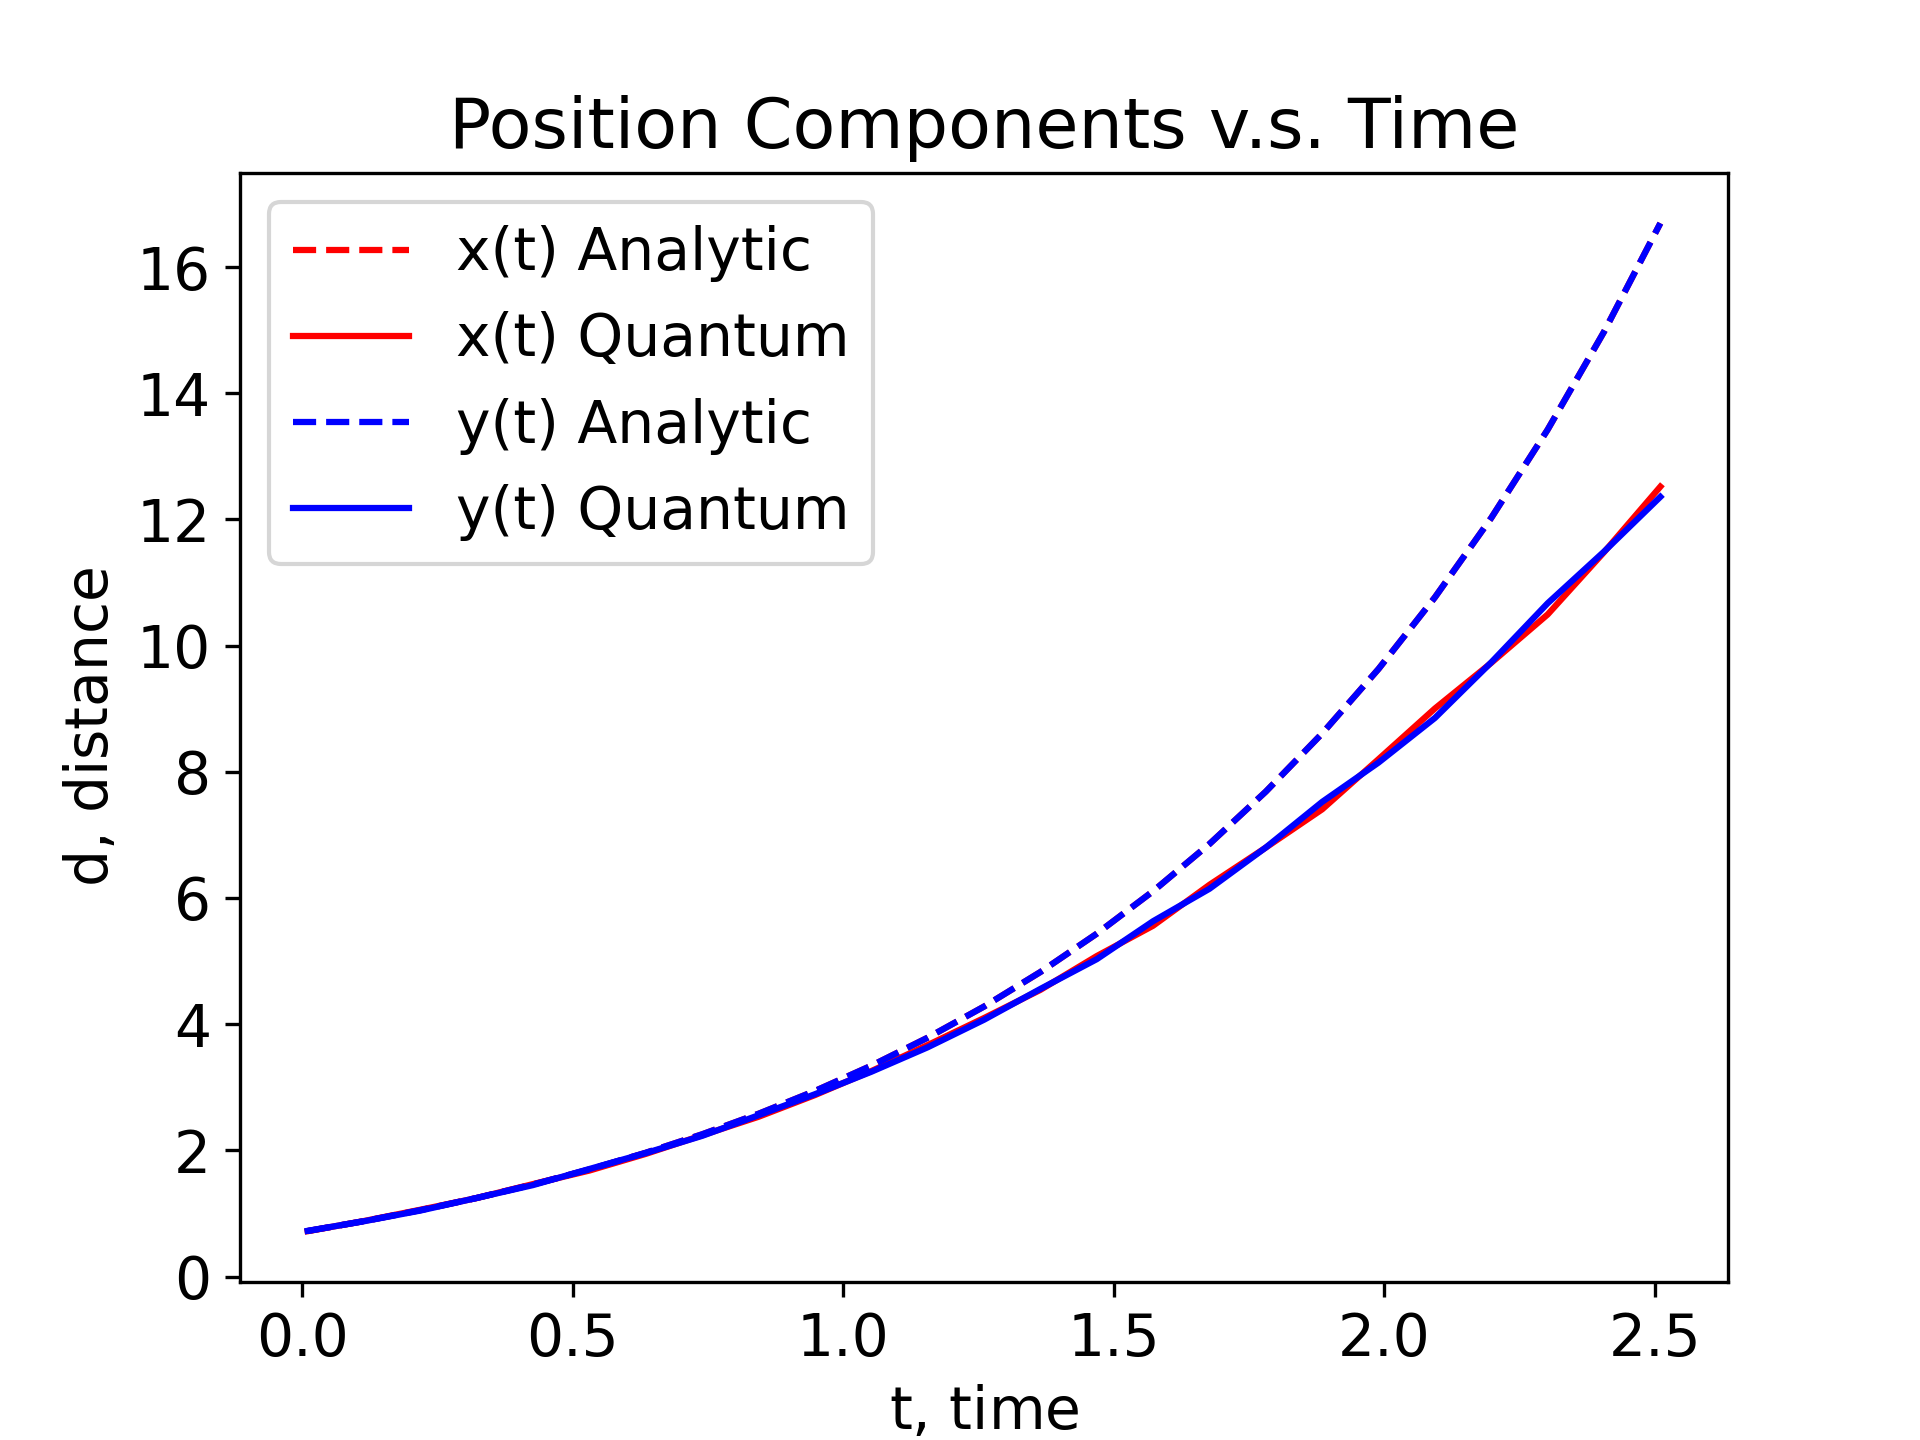 Position Components v.s. Time
x(t) Analytic
x(t) Quantum
y(t) Analytic
y(t) Quantum
d, distance
16
14
12
10
8
6
4
2
0
0.0 0.5 1.0 1.5 2.0 2.5
t, time